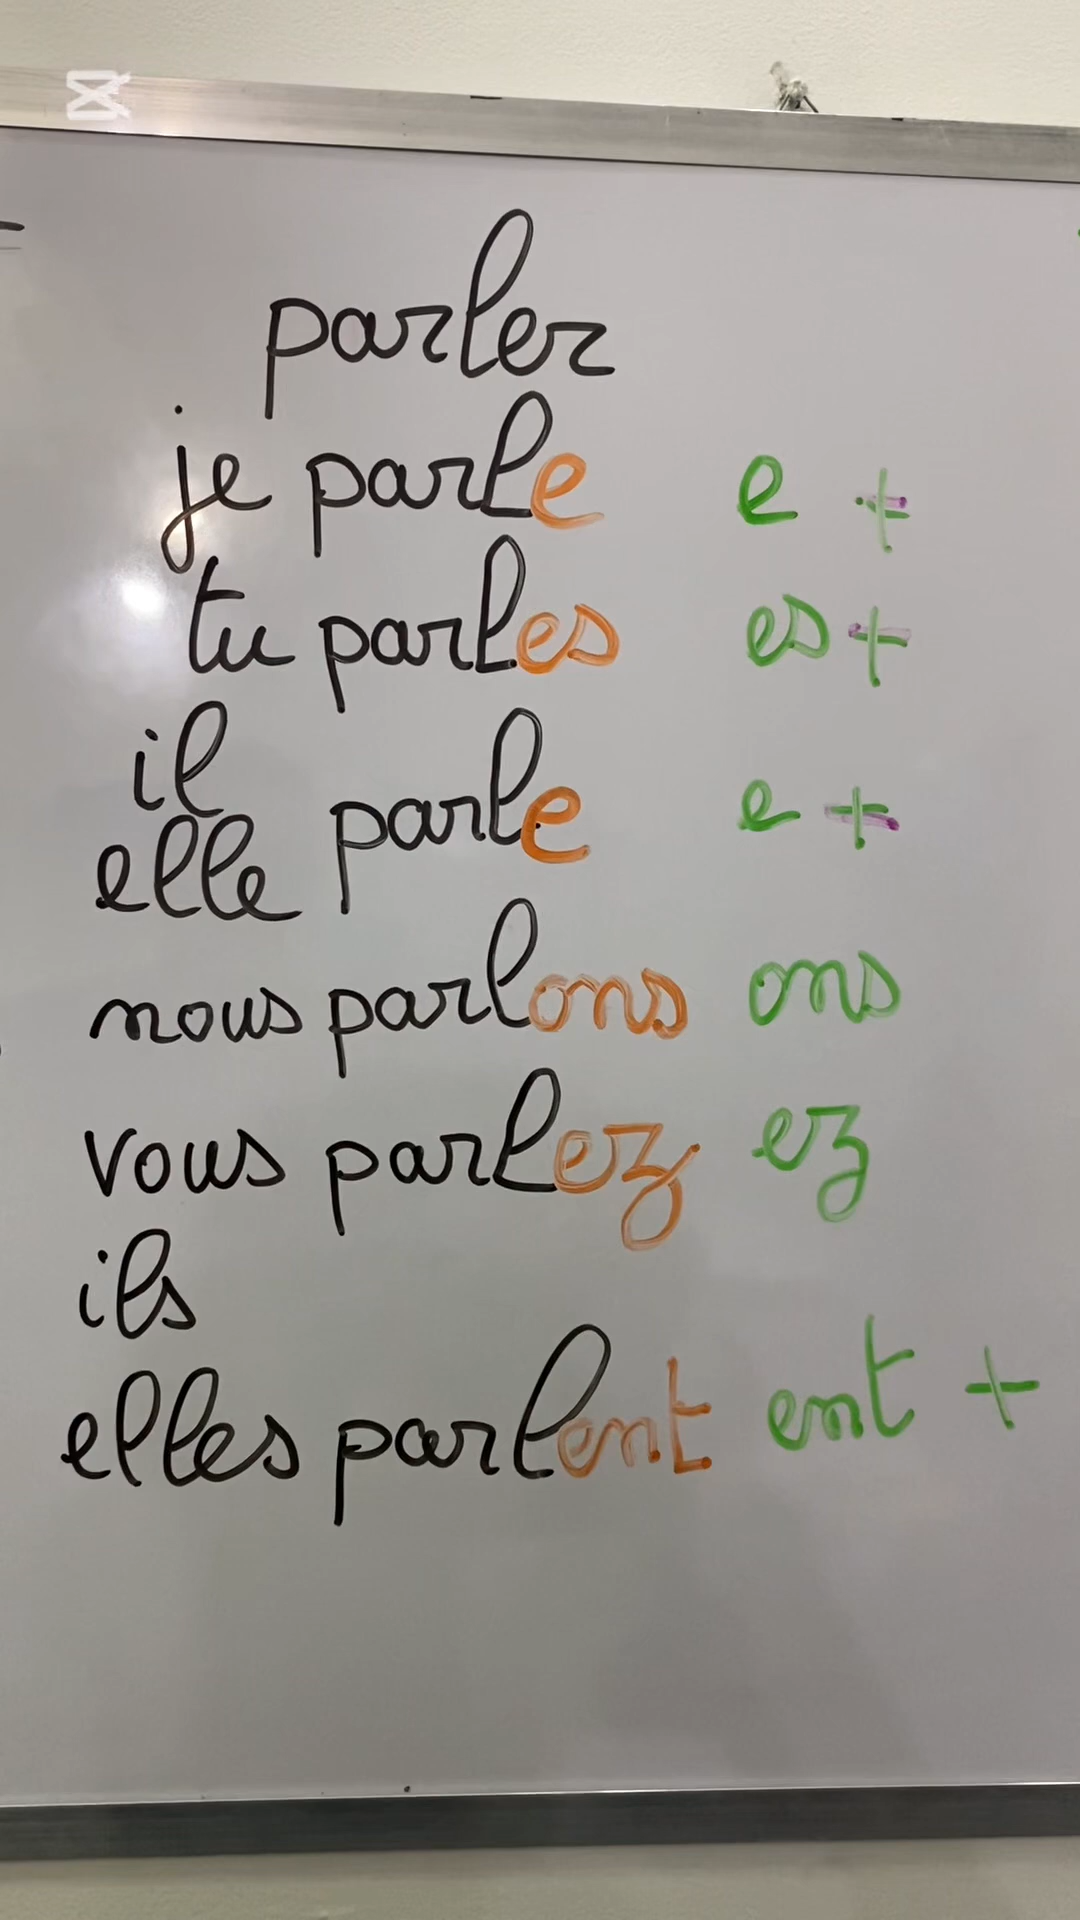 parler
je parle e +
tu parles es +
il
elle parle e +
nous parlons ons
vous parlez ez
ils
elles parlent ent +